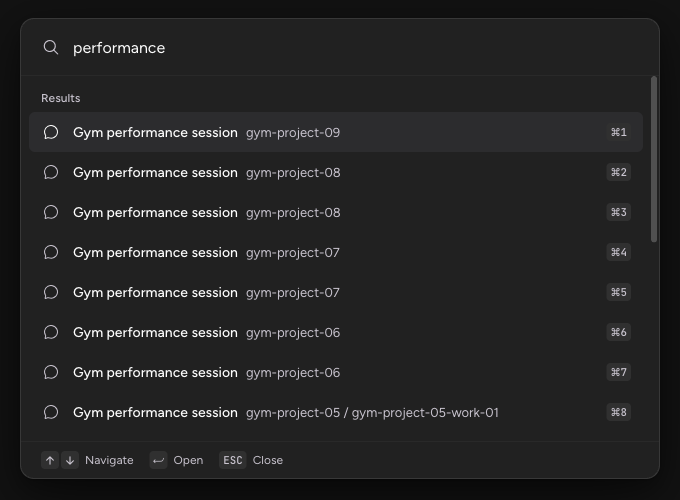 performance
Results
Gym performance session gym-project-09 ⌘1
Gym performance session gym-project-08 ⌘2
Gym performance session gym-project-08 ⌘3
Gym performance session gym-project-07 ⌘4
Gym performance session gym-project-07 ⌘5
Gym performance session gym-project-06 ⌘6
Gym performance session gym-project-06 ⌘7
Gym performance session gym-project-05 / gym-project-05-work-01 ⌘8
↑ ↓ Navigate ↵ Open ESC Close